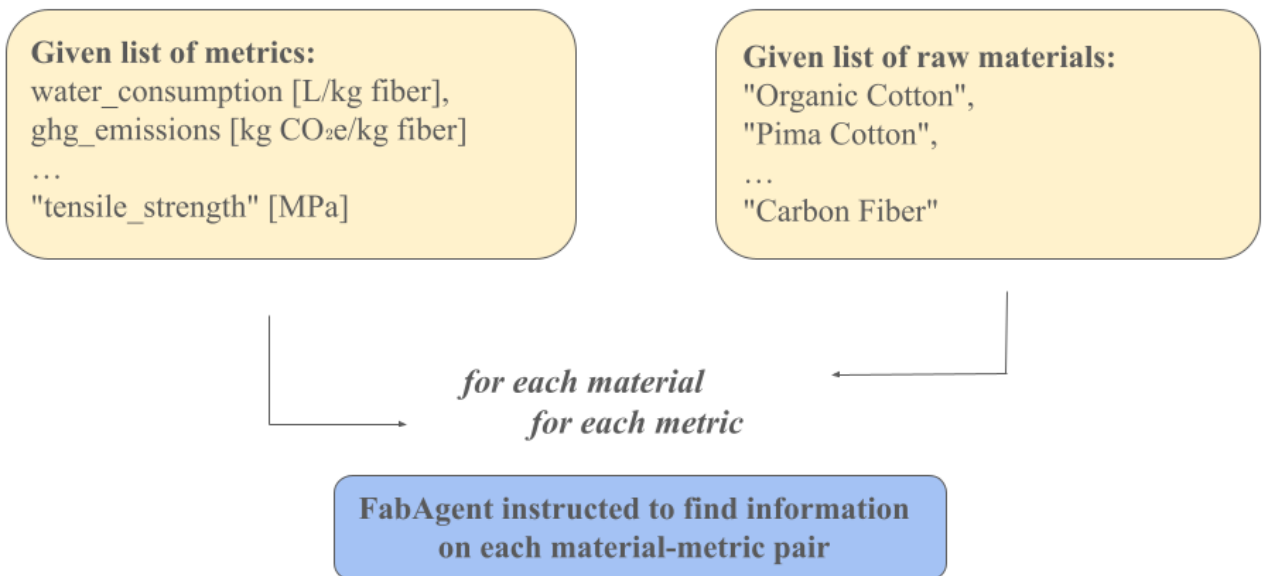 Given list of metrics:
water_consumption [L/kg fiber],
ghg_emissions [kg CO₂e/kg fiber]
…
"tensile_strength" [MPa]
Given list of raw materials:
"Organic Cotton",
"Pima Cotton",
…
"Carbon Fiber"
for each material
for each metric
FabAgent instructed to find information
on each material-metric pair